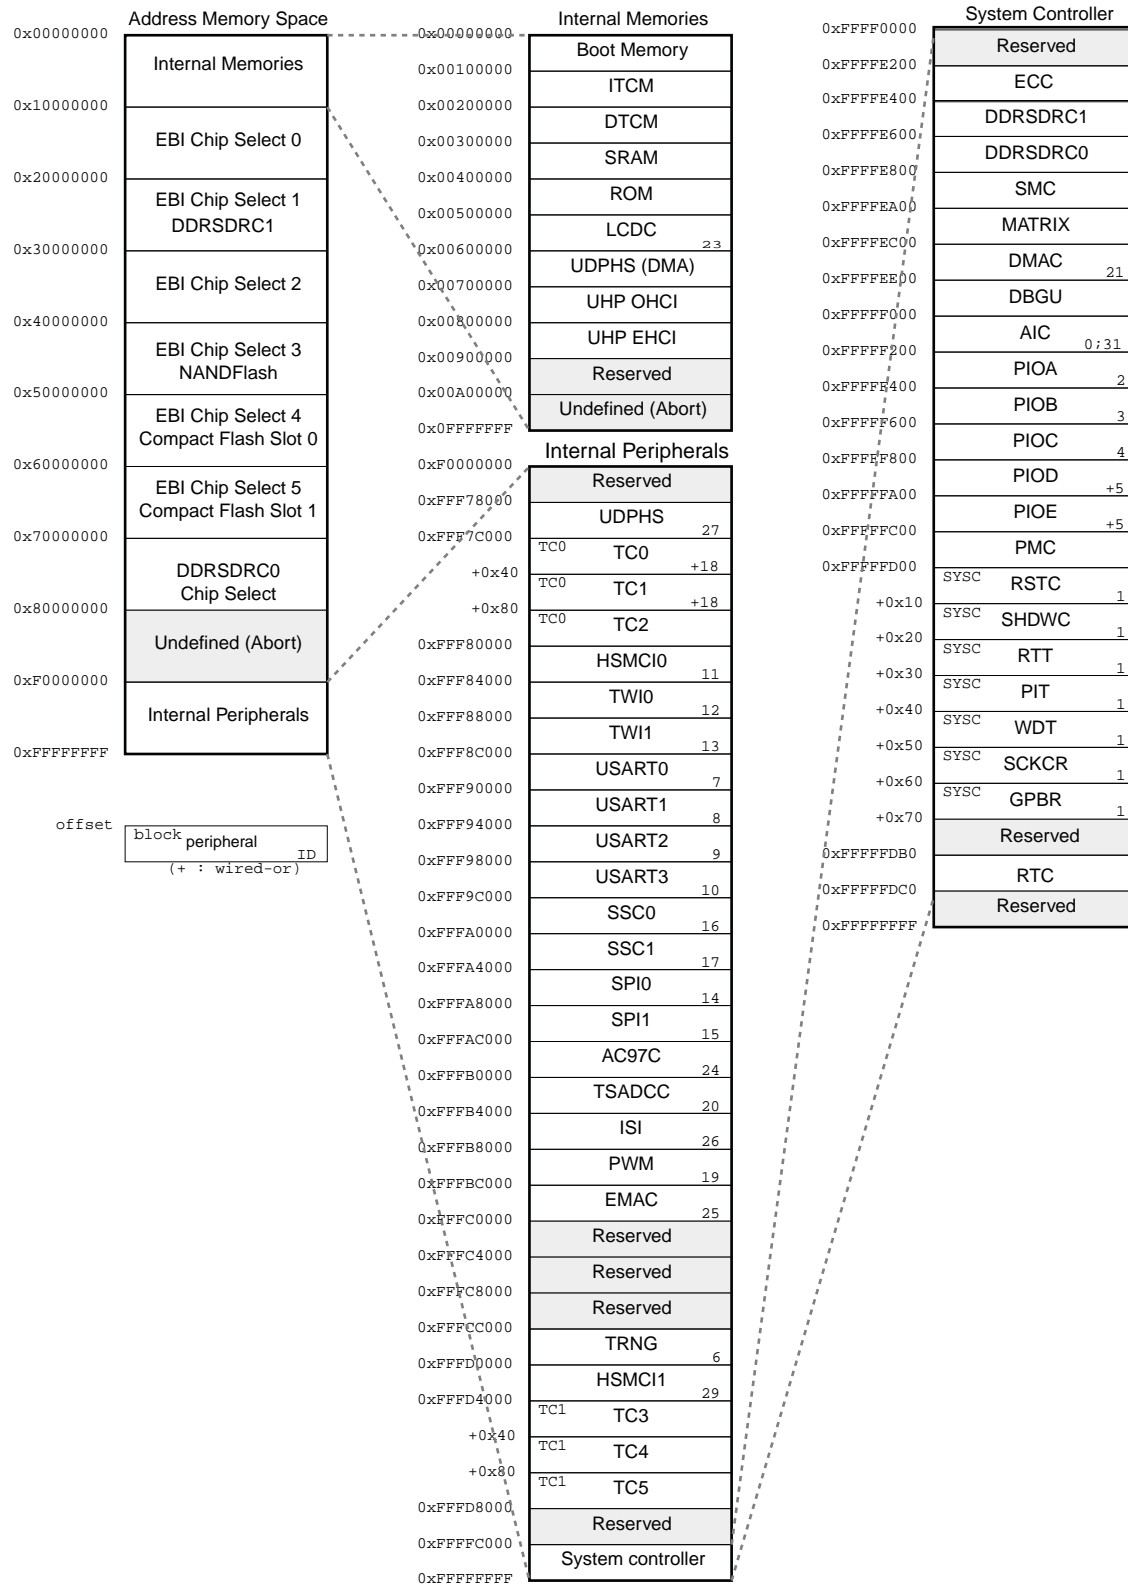 Address Memory Space
0x00000000
Internal Memories
0x10000000
EBI Chip Select 0
0x20000000
EBI Chip Select 1
DDRSDRC1
0x30000000
EBI Chip Select 2
0x40000000
EBI Chip Select 3
NANDFlash
0x50000000
EBI Chip Select 4
Compact Flash Slot 0
0x60000000
EBI Chip Select 5
Compact Flash Slot 1
0x70000000
DDRSDRC0
Chip Select
0x80000000
Undefined (Abort)
0xF0000000
Internal Peripherals
0xFFFFFFFF
offset
block
peripheral
ID
(+ : wired-or)
Internal Memories
0x00000000
Boot Memory
0x00100000
ITCM
0x00200000
DTCM
0x00300000
SRAM
0x00400000
ROM
0x00500000
LCDC
23
0x00600000
UDPHS (DMA)
0x00700000
UHP OHCI
0x00800000
UHP EHCI
0x00900000
Reserved
0x00A00000
Undefined (Abort)
0x0FFFFFFF
Internal Peripherals
0xF0000000
Reserved
0xFFF78000
UDPHS
27
0xFFF7C000
TC0
TC0
+18
+0x40
TC0
TC1
+18
+0x80
TC0
TC2
0xFFF80000
HSMCI0
11
0xFFF84000
TWI0
12
0xFFF88000
TWI1
13
0xFFF8C000
USART0
7
0xFFF90000
USART1
8
0xFFF94000
USART2
9
0xFFF98000
USART3
10
0xFFF9C000
SSC0
16
0xFFFA0000
SSC1
17
0xFFFA4000
SPI0
14
0xFFFA8000
SPI1
15
0xFFFAC000
AC97C
24
0xFFFB0000
TSADCC
20
0xFFFB4000
ISI
26
0xFFFB8000
PWM
19
0xFFFBC000
EMAC
25
0xFFFC0000
Reserved
0xFFFC4000
Reserved
0xFFFC8000
Reserved
0xFFFCC000
TRNG
6
0xFFFD0000
HSMCI1
29
0xFFFD4000
TC1
TC3
+0x40
TC1
TC4
+0x80
TC1
TC5
0xFFFD8000
Reserved
0xFFFFC000
System controller
0xFFFFFFFF
System Controller
0xFFFF0000
Reserved
0xFFFFE200
ECC
0xFFFFE400
DDRSDRC1
0xFFFFE600
DDRSDRC0
0xFFFFE800
SMC
0xFFFFEA00
MATRIX
0xFFFFEC00
DMAC
21
0xFFFFEE00
DBGU
0xFFFFF000
AIC
0;31
0xFFFFF200
PIOA
2
0xFFFFF400
PIOB
3
0xFFFFF600
PIOC
4
0xFFFFF800
PIOD
+5
0xFFFFFA00
PIOE
+5
0xFFFFFC00
PMC
0xFFFFFD00
SYSC
RSTC
1
+0x10
SYSC
SHDWC
1
+0x20
SYSC
RTT
1
+0x30
SYSC
PIT
1
+0x40
SYSC
WDT
1
+0x50
SYSC
SCKCR
1
+0x60
SYSC
GPBR
1
+0x70
Reserved
0xFFFFFDB0
RTC
0xFFFFFDC0
Reserved
0xFFFFFFFF